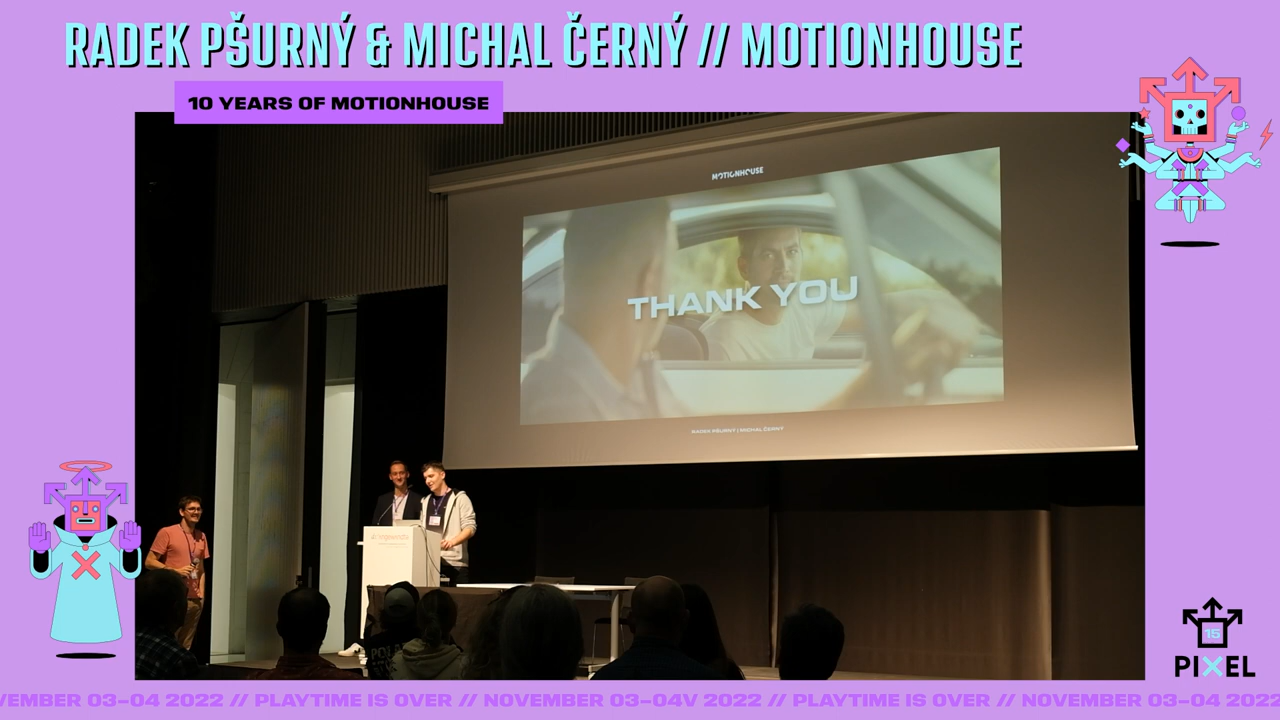 RADEK PŠURNÝ & MICHAL ČERNÝ // MOTIONHOUSE
10 YEARS OF MOTIONHOUSE
MOTIONHOUSE
THANK YOU
RADEK PŠURNÝ | MICHAL ČERNÝ
15
PIXEL
VEMBER 03-04 2022 // PLAYTIME IS OVER // NOVEMBER 03-04V 2022 // PLAYTIME IS OVER // NOVEMBER 03-04 2022